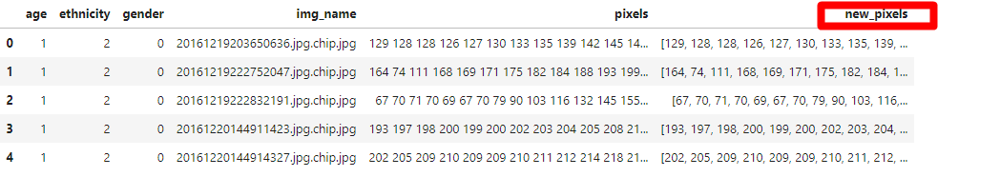 age ethnicity gender img_name pixels new_pixels
0 1 2 0 20161219203650636.jpg.chip.jpg 129 128 128 126 127 130 133 135 139 142 145 14... [129, 128, 128, 126, 127, 130, 133, 135, 139, ...
1 1 2 0 20161219222752047.jpg.chip.jpg 164 74 111 168 169 171 175 182 184 188 193 199... [164, 74, 111, 168, 169, 171, 175, 182, 184, 1...
2 1 2 0 20161219222832191.jpg.chip.jpg 67 70 71 70 69 67 70 79 90 103 116 132 145 155... [67, 70, 71, 70, 69, 67, 70, 79, 90, 103, 116,...
3 1 2 0 20161220144911423.jpg.chip.jpg 193 197 198 200 199 200 202 203 204 205 208 21... [193, 197, 198, 200, 199, 200, 202, 203, 204, ...
4 1 2 0 20161220144914327.jpg.chip.jpg 202 205 209 210 209 209 210 211 212 214 218 21... [202, 205, 209, 210, 209, 209, 210, 211, 212, ...